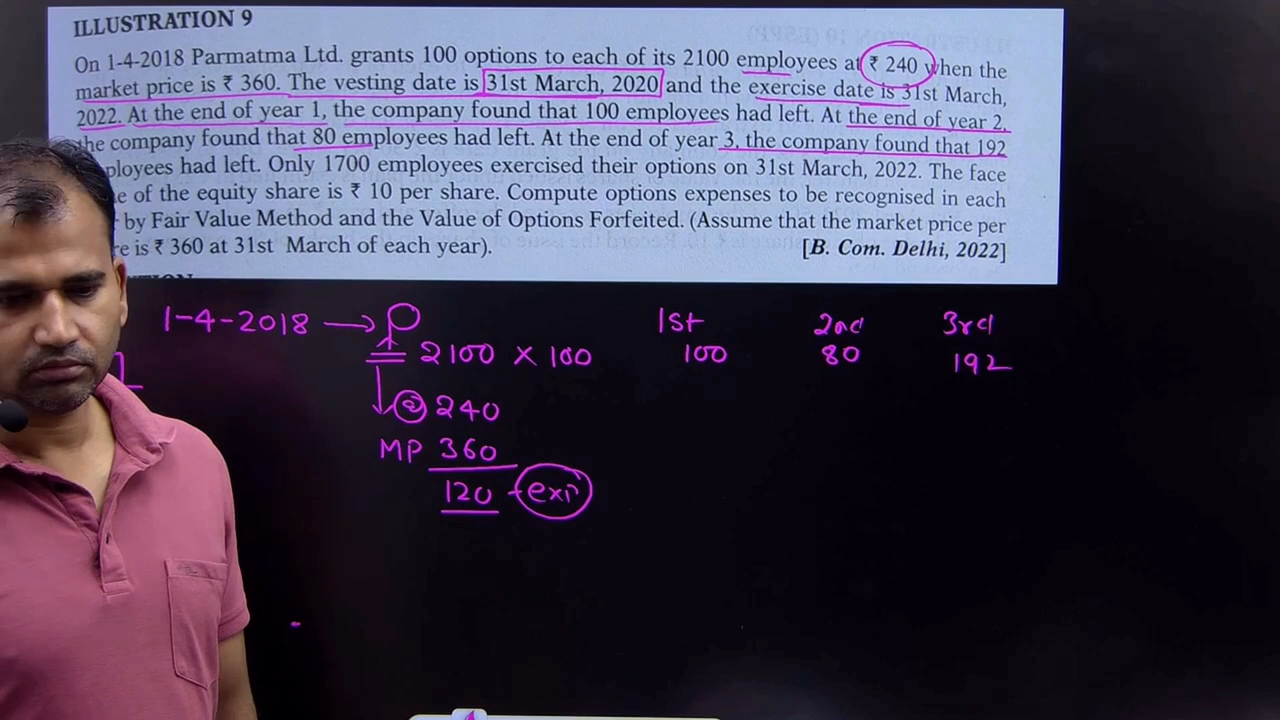 ILLUSTRATION 9
On 1-4-2018 Parmatma Ltd. grants 100 options to each of its 2100 employees at ₹ 240 when the
market price is ₹ 360. The vesting date is 31st March, 2020 and the exercise date is 31st March,
2022. At the end of year 1, the company found that 100 employees had left. At the end of year 2,
the company found that 80 employees had left. At the end of year 3, the company found that 192
ployees had left. Only 1700 employees exercised their options on 31st March, 2022. The face
e of the equity share is ₹ 10 per share. Compute options expenses to be recognised in each
by Fair Value Method and the Value of Options Forfeited. (Assume that the market price per
e is ₹ 360 at 31st March of each year). [B. Com. Delhi, 2022]
1-4-2018 → P 1st 2nd 3rd
2100 × 100 100 80 192
@ 240
MP 360
120